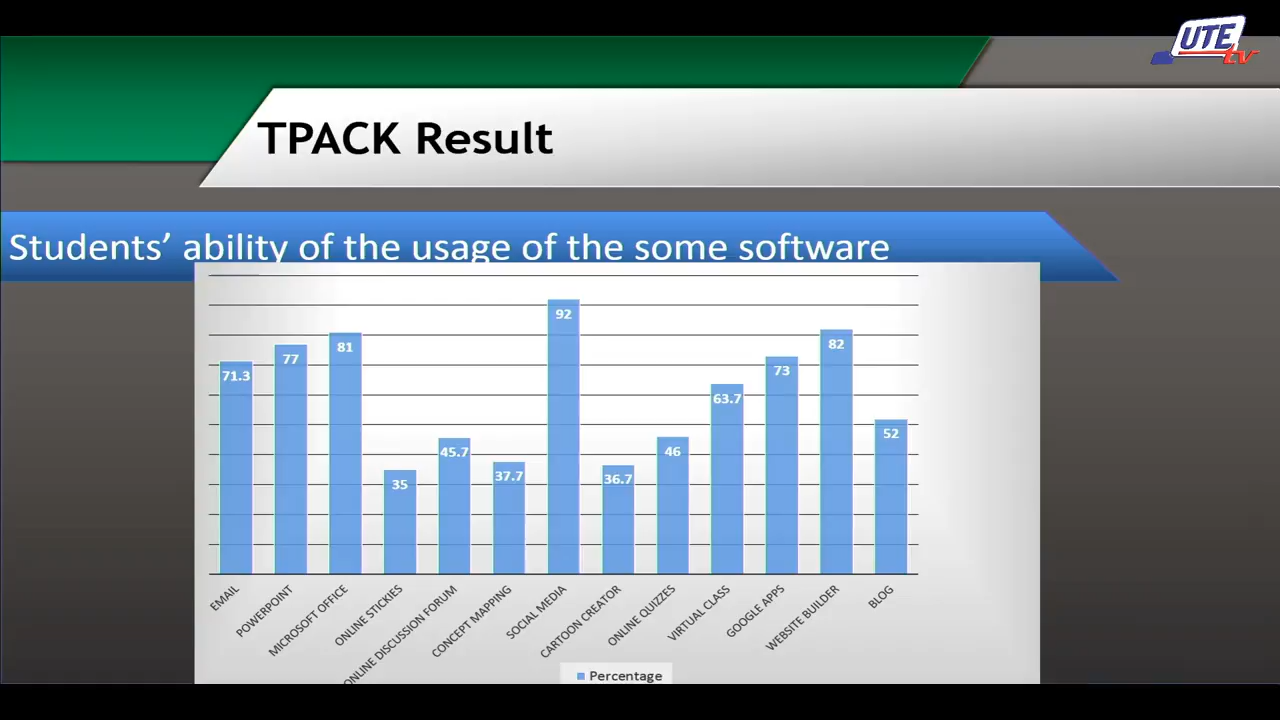 UTE
tv
TPACK Result
Students’ ability of the usage of the some software
92
82
81
77
73
71.3
63.7
52
45.7
46
37.7
36.7
35
EMAIL
POWERPOINT
MICROSOFT OFFICE
ONLINE STICKIES
ONLINE DISCUSSION FORUM
CONCEPT MAPPING
SOCIAL MEDIA
CARTOON CREATOR
ONLINE QUIZZES
VIRTUAL CLASS
GOOGLE APPS
WEBSITE BUILDER
BLOG
Percentage